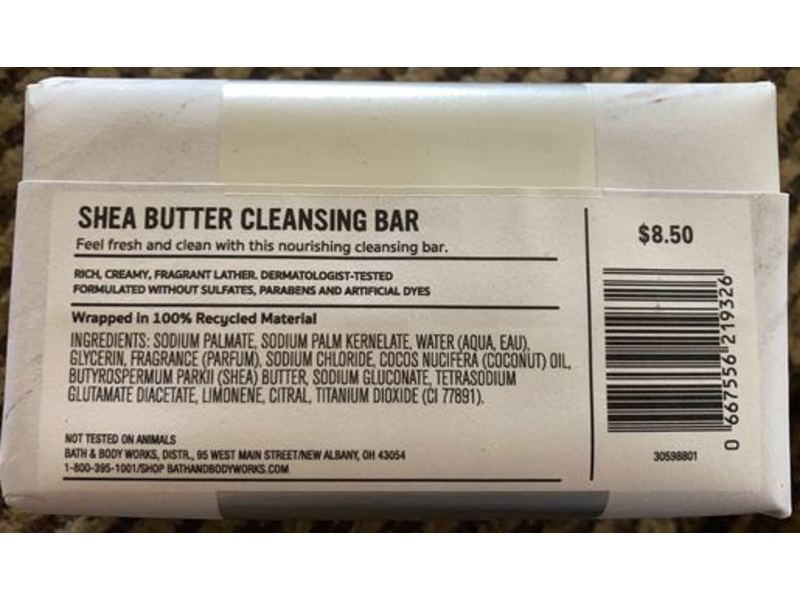 SHEA BUTTER CLEANSING BAR
Feel fresh and clean with this nourishing cleansing bar.
RICH, CREAMY, FRAGRANT LATHER. DERMATOLOGIST-TESTED
FORMULATED WITHOUT SULFATES, PARABENS AND ARTIFICIAL DYES
Wrapped in 100% Recycled Material
INGREDIENTS: SODIUM PALMATE, SODIUM PALM KERNELATE, WATER (AQUA, EAU),
GLYCERIN, FRAGRANCE (PARFUM), SODIUM CHLORIDE, COCOS NUCIFERA (COCONUT) OIL,
BUTYROSPERMUM PARKII (SHEA) BUTTER, SODIUM GLUCONATE, TETRASODIUM
GLUTAMATE DIACETATE, LIMONENE, CITRAL, TITANIUM DIOXIDE (CI 77891).
NOT TESTED ON ANIMALS
BATH & BODY WORKS, DISTR., 95 WEST MAIN STREET/NEW ALBANY, OH 43054
1-800-395-1001/SHOP BATHANDBODYWORKS.COM
$8.50
0 667556 219326
30598801